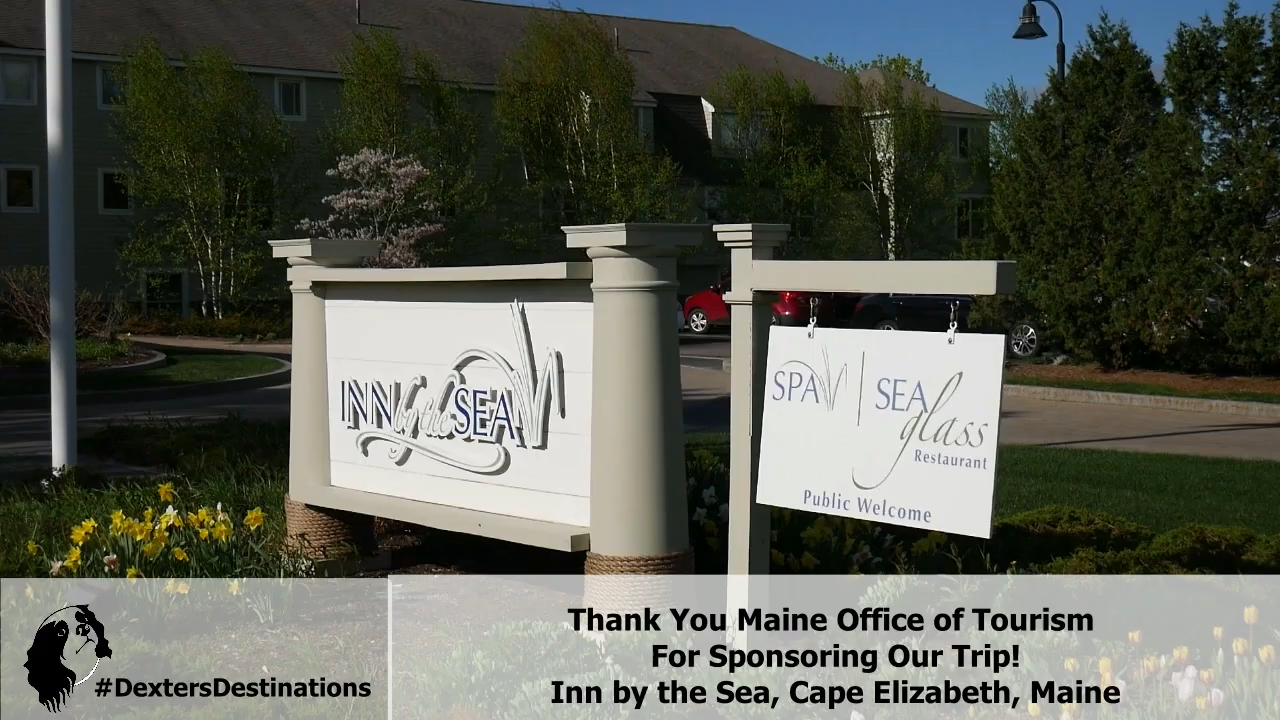 INN by the SEA
SPA | SEA
glass
Restaurant
Public Welcome
#DextersDestinations
Thank You Maine Office of Tourism
For Sponsoring Our Trip!
Inn by the Sea, Cape Elizabeth, Maine